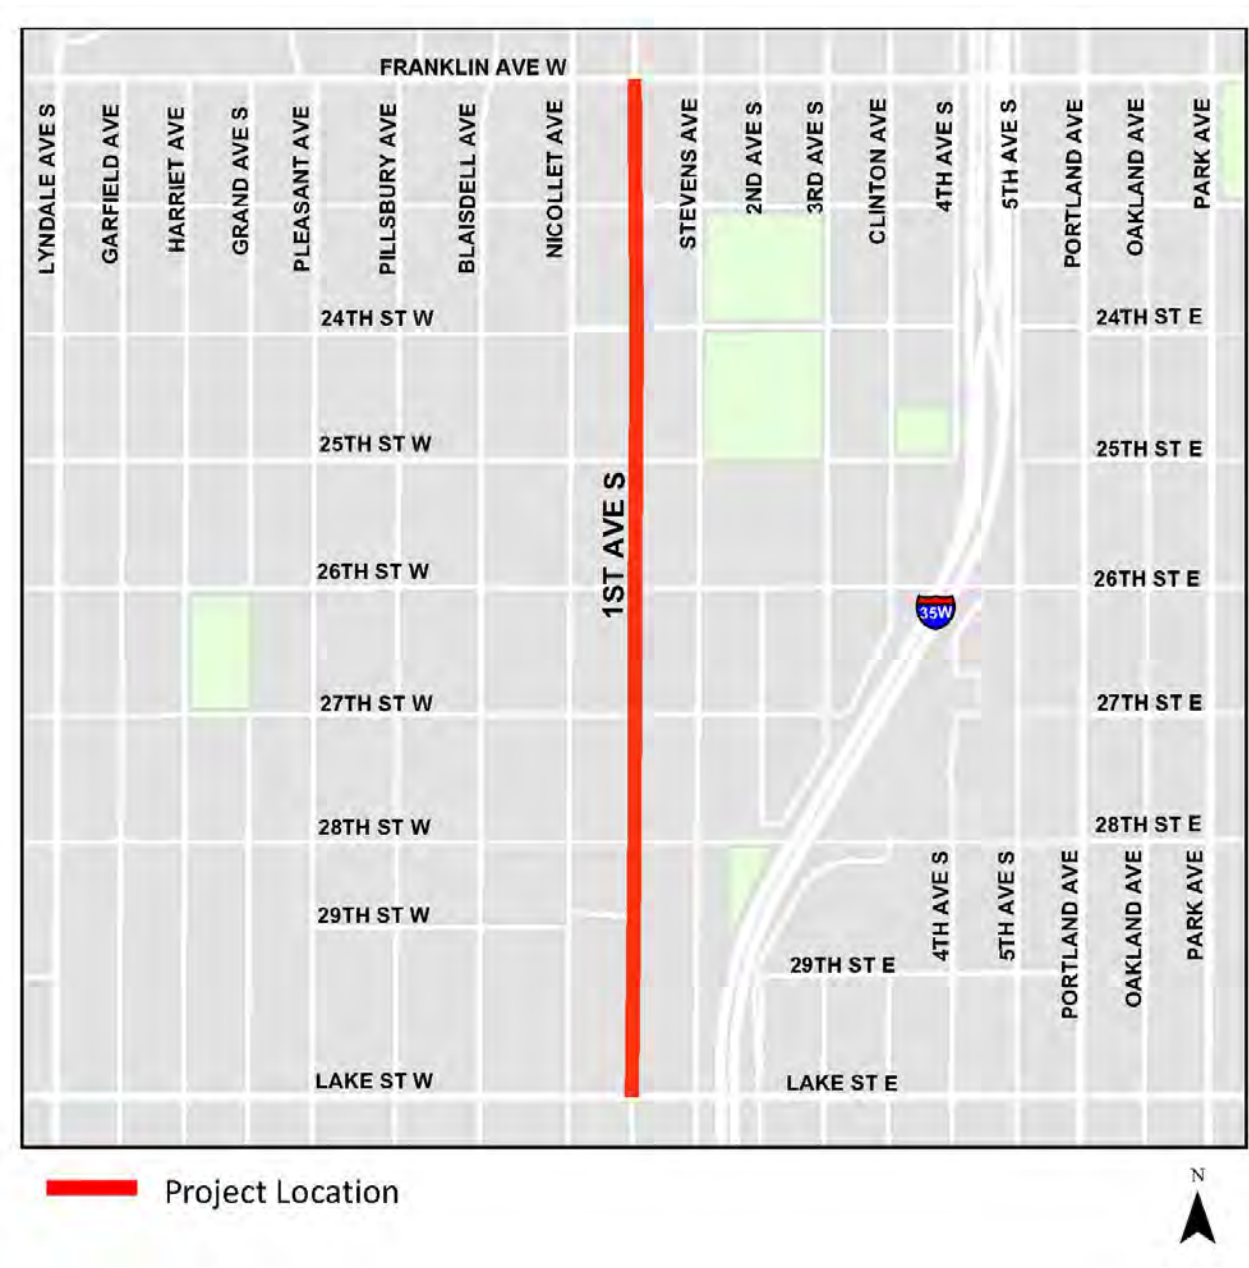 FRANKLIN AVE W
LYNDALE AVE S
GARFIELD AVE
HARRIET AVE
GRAND AVE S
PLEASANT AVE
PILLSBURY AVE
BLAISDELL AVE
NICOLLET AVE
STEVENS AVE
2ND AVE S
3RD AVE S
CLINTON AVE
4TH AVE S
5TH AVE S
PORTLAND AVE
OAKLAND AVE
PARK AVE
24TH ST W
24TH ST E
25TH ST W
25TH ST E
1ST AVE S
26TH ST W
26TH ST E
35W
27TH ST W
27TH ST E
28TH ST W
28TH ST E
29TH ST W
4TH AVE S
5TH AVE S
PORTLAND AVE
OAKLAND AVE
PARK AVE
29TH ST E
LAKE ST W
LAKE ST E
Project Location
N